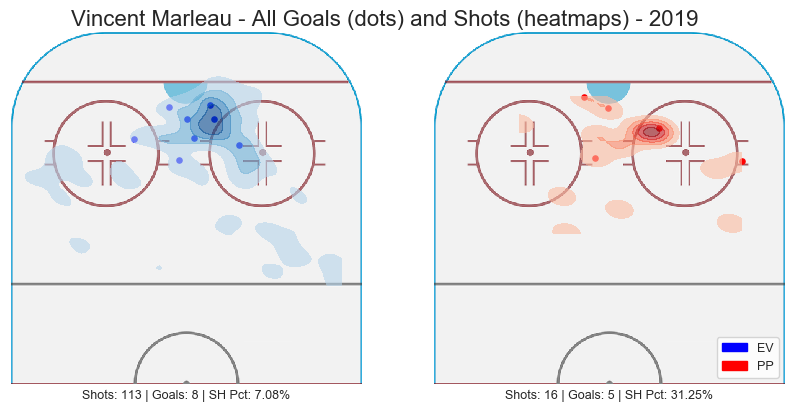 Vincent Marleau - All Goals (dots) and Shots (heatmaps) - 2019
EV
PP
Shots: 113 | Goals: 8 | SH Pct: 7.08%
Shots: 16 | Goals: 5 | SH Pct: 31.25%